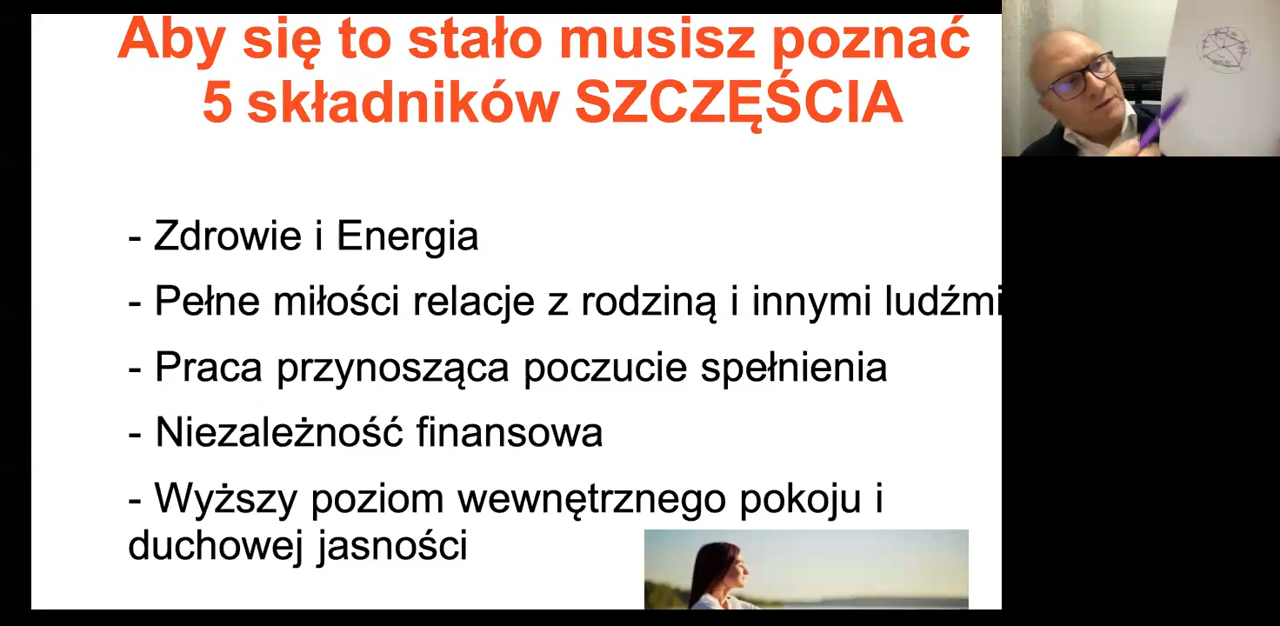 Aby się to stało musisz poznać
5 składników SZCZĘŚCIA
- Zdrowie i Energia
- Pełne miłości relacje z rodziną i innymi ludźmi
- Praca przynosząca poczucie spełnienia
- Niezależność finansowa
- Wyższy poziom wewnętrznego pokoju i
duchowej jasności